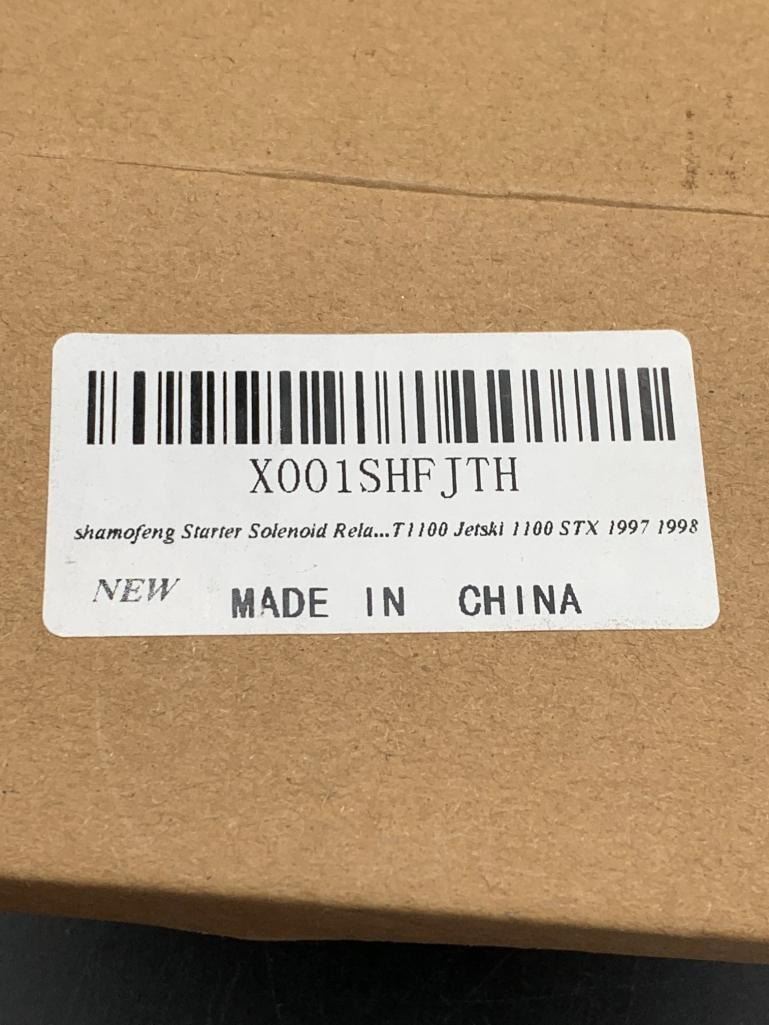 X001SHFJTH
shamofeng Starter Solenoid Rela...T1100 Jetski 1100 STX 1997 1998
NEW MADE IN CHINA